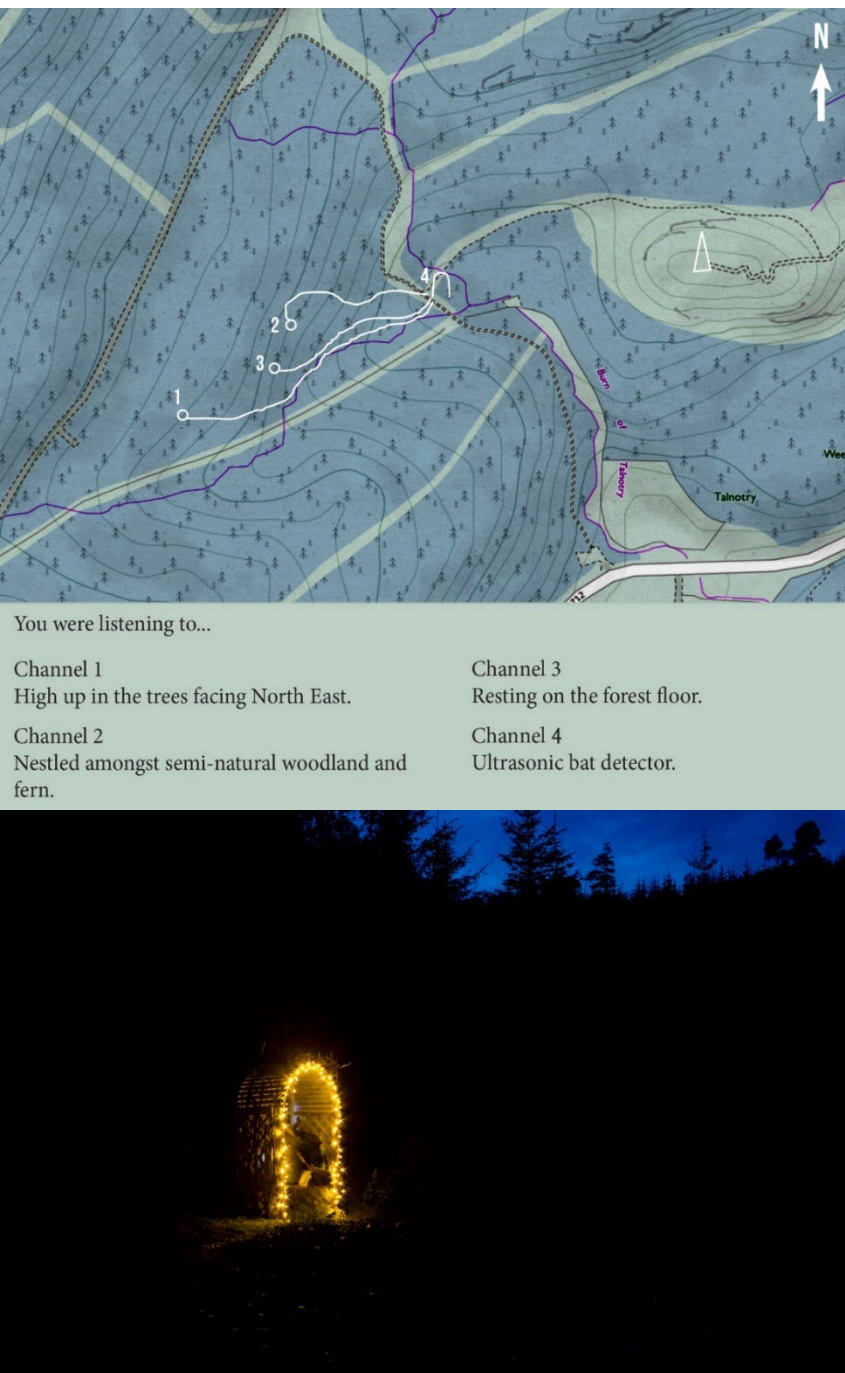 N
4
2
3
1
Burn
of
Talnotry
Talnotry
Wee
712
You were listening to...
Channel 1
High up in the trees facing North East.
Channel 2
Nestled amongst semi-natural woodland and
fern.
Channel 3
Resting on the forest floor.
Channel 4
Ultrasonic bat detector.